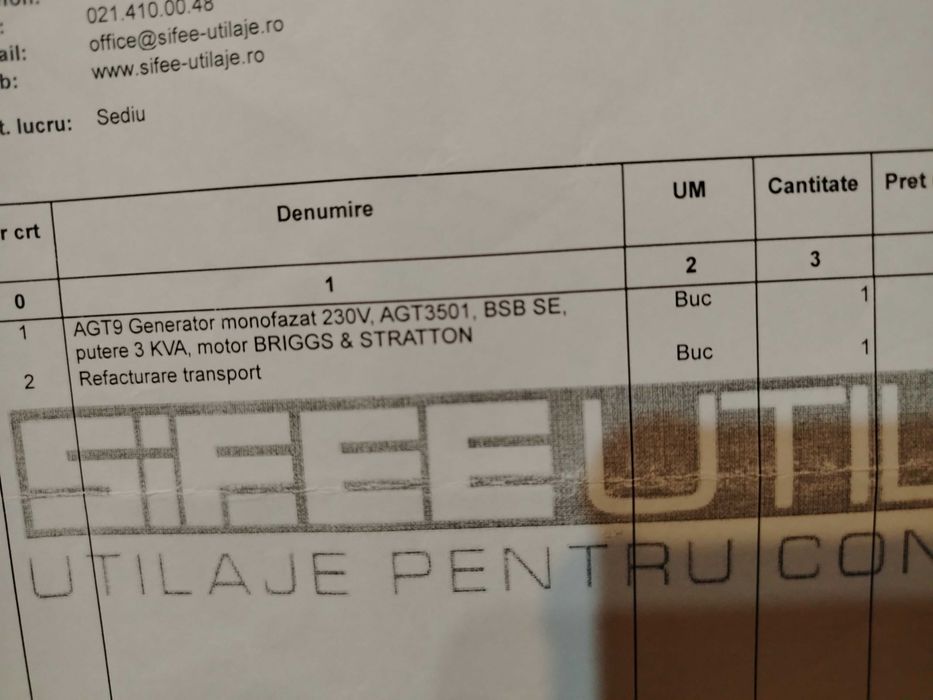 021.410.00.48
ail: office@sifee-utilaje.ro
b: www.sifee-utilaje.ro
t. lucru: Sediu
r crt Denumire UM Cantitate Pret
0 1 2 3
1 AGT9 Generator monofazat 230V, AGT3501, BSB SE, Buc 1
putere 3 KVA, motor BRIGGS & STRATTON
2 Refacturare transport Buc 1
SIFEE UTIL
UTILAJE PENTRU CON